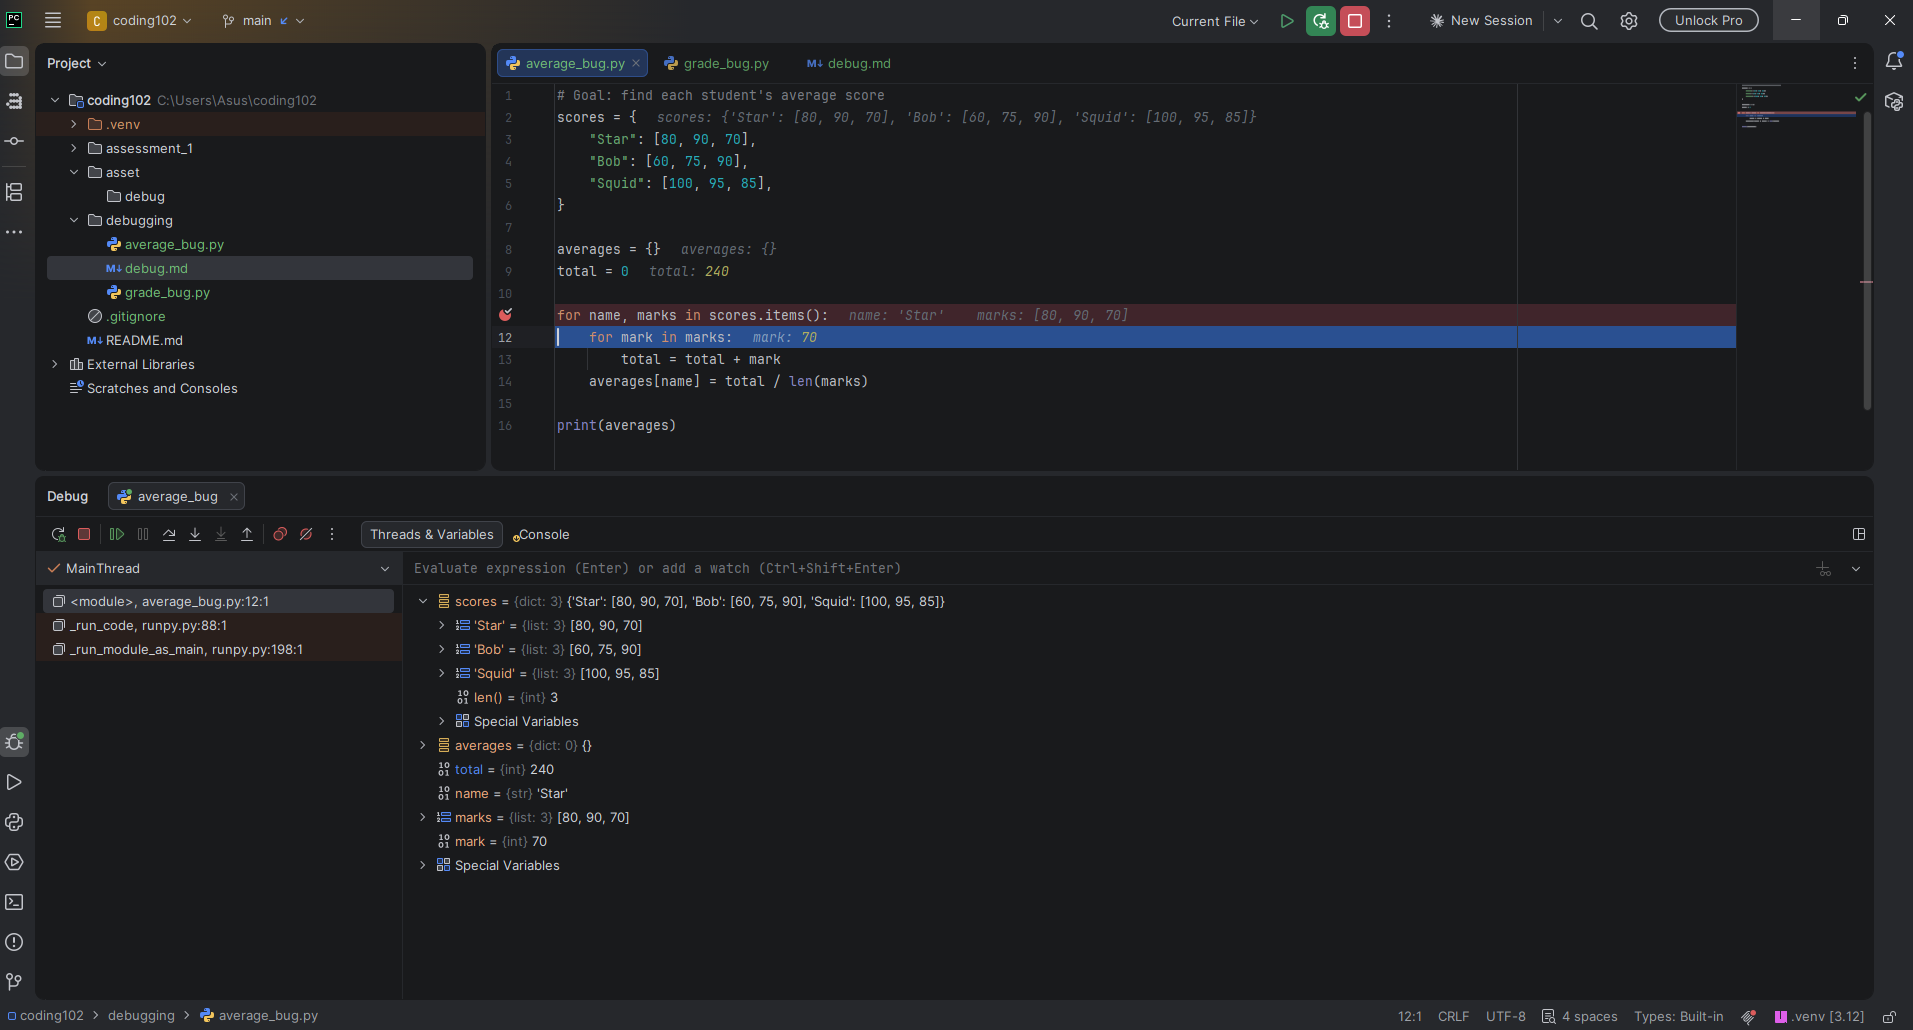 PC
C coding102
main
Current File
New Session
Unlock Pro
Project
coding102 C:\Users\Asus\coding102
.venv
assessment_1
asset
debug
debugging
average_bug.py
M↓ debug.md
grade_bug.py
.gitignore
M↓ README.md
External Libraries
Scratches and Consoles
average_bug.py
grade_bug.py
M↓ debug.md
1 # Goal: find each student's average score
2 scores = { scores: {'Star': [80, 90, 70], 'Bob': [60, 75, 90], 'Squid': [100, 95, 85]}
3 "Star": [80, 90, 70],
4 "Bob": [60, 75, 90],
5 "Squid": [100, 95, 85],
6 }
7
8 averages = {} averages: {}
9 total = 0 total: 240
10
for name, marks in scores.items(): name: 'Star' marks: [80, 90, 70]
12 for mark in marks: mark: 70
13 total = total + mark
14 averages[name] = total / len(marks)
15
16 print(averages)
Debug
average_bug
Threads & Variables
Console
MainThread
<module>, average_bug.py:12:1
_run_code, runpy.py:88:1
_run_module_as_main, runpy.py:198:1
Evaluate expression (Enter) or add a watch (Ctrl+Shift+Enter)
scores = {dict: 3} {'Star': [80, 90, 70], 'Bob': [60, 75, 90], 'Squid': [100, 95, 85]}
'Star' = {list: 3} [80, 90, 70]
'Bob' = {list: 3} [60, 75, 90]
'Squid' = {list: 3} [100, 95, 85]
len() = {int} 3
Special Variables
averages = {dict: 0} {}
total = {int} 240
name = {str} 'Star'
marks = {list: 3} [80, 90, 70]
mark = {int} 70
Special Variables
coding102 > debugging > average_bug.py
12:1
CRLF
UTF-8
4 spaces
Types: Built-in
.venv [3.12]